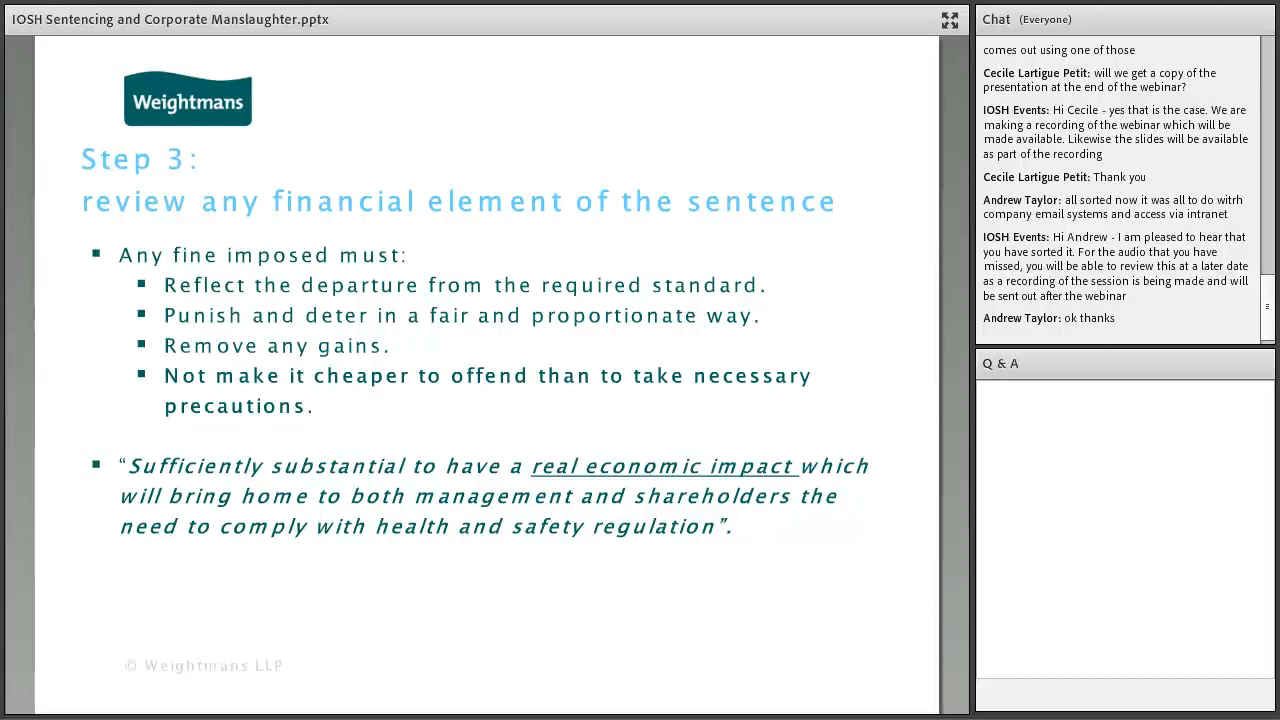 IOSH Sentencing and Corporate Manslaughter.pptx
Weightmans
Step 3:
review any financial element of the sentence
▪ Any fine imposed must:
▪ Reflect the departure from the required standard.
▪ Punish and deter in a fair and proportionate way.
▪ Remove any gains.
▪ Not make it cheaper to offend than to take necessary
precautions.
▪ “Sufficiently substantial to have a real economic impact which
will bring home to both management and shareholders the
need to comply with health and safety regulation”.
© Weightmans LLP
Chat (Everyone)
comes out using one of those
Cecile Lartigue Petit: will we get a copy of the
presentation at the end of the webinar?
IOSH Events: Hi Cecile - yes that is the case. We are
making a recording of the webinar which will be
made available. Likewise the slides will be available
as part of the recording
Cecile Lartigue Petit: Thank you
Andrew Taylor: all sorted now it was all to do witrh
company email systems and access via intranet
IOSH Events: Hi Andrew - I am pleased to hear that
you have sorted it. For the audio that you have
missed, you will be able to review this at a later date
as a recording of the session is being made and will
be sent out after the webinar
Andrew Taylor: ok thanks
Q & A